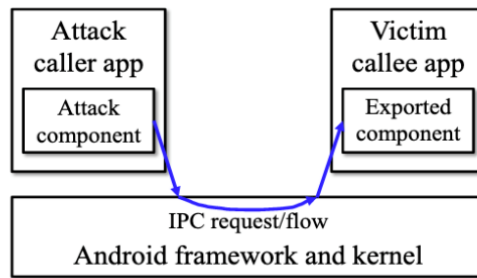 Attack
caller app
Attack
component
Victim
callee app
Exported
component
IPC request/flow
Android framework and kernel